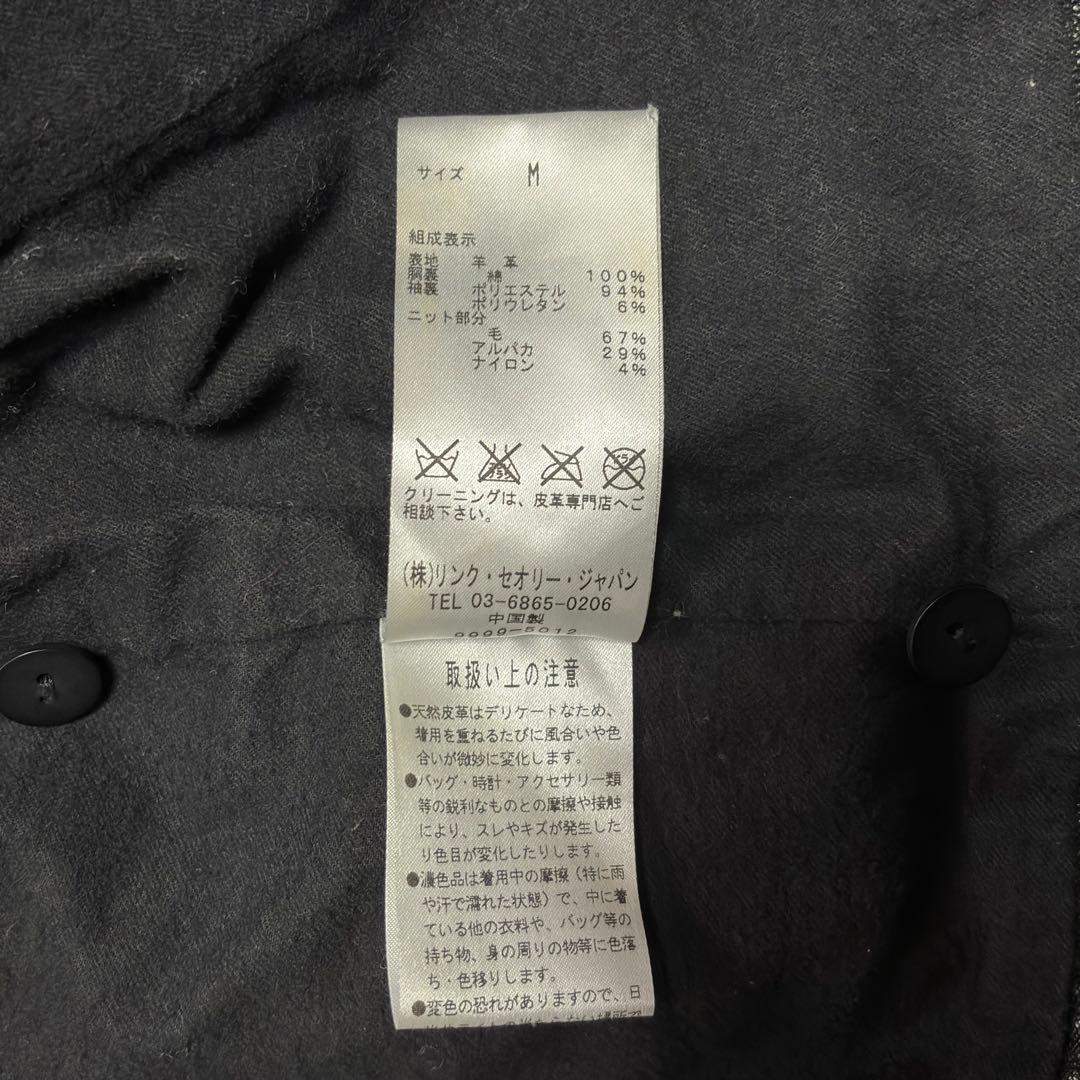 サイズ M
組成表示
表地 羊 革
胴裏 綿 100%
袖裏 ポリエステル 94%
ポリウレタン 6%
ニット部分
毛 67%
アルパカ 29%
ナイロン 4%
クリーニングは、皮革専門店へご
相談下さい。
(株)リンク・セオリー・ジャパン
TEL 03-6865-0206
中国製
9999-5012
取扱い上の注意
●天然皮革はデリケートなため、
着用を重ねるたびに風合いや色
合いが微妙に変化します。
●バッグ・時計・アクセサリー類
等の鋭利なものとの摩擦や接触
により、スレやキズが発生した
り色目が変化したりします。
●濃色品は着用中の摩擦(特に雨
や汗で濡れた状態)で、中に着
ている他の衣料や、バッグ等の
持ち物、身の周りの物等に色落
ち・色移りします。
●変色の恐れがありますので、日